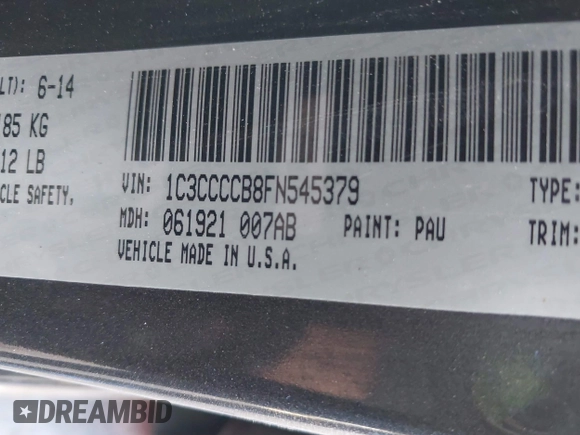 LT): 6-14
85 KG
12 LB
CLE SAFETY,
VIN: 1C3CCCCB8FN545379 TYPE:
MDH: 061921 007AB PAINT: PAU TRIM:
VEHICLE MADE IN U.S.A.
DREAMBID